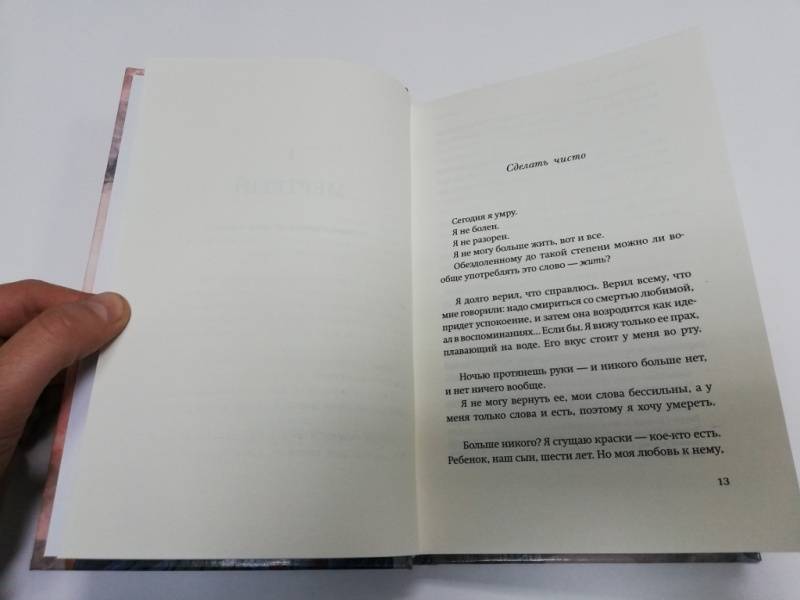 Сделать чисто
Сегодня я умру.
Я не болен.
Я не разорен.
Я не могу больше жить, вот и все.
Обездоленному до такой степени можно ли во-
обще употреблять это слово — жить?
Я долго верил, что справлюсь. Верил всему, что
мне говорили: надо смириться со смертью любимой,
придет успокоение, и затем она возродится как иде-
ал в воспоминаниях... Если бы. Я вижу только ее прах,
плавающий на воде. Его вкус стоит у меня во рту.
Ночью протянешь руки — и никого больше нет,
и нет ничего вообще.
Я не могу вернуть ее, мои слова бессильны, а у
меня только слова и есть, поэтому я хочу умереть.
Больше никого? Я сгущаю краски — кое-кто есть.
Ребенок, наш сын, шести лет. Но моя любовь к нему,
13